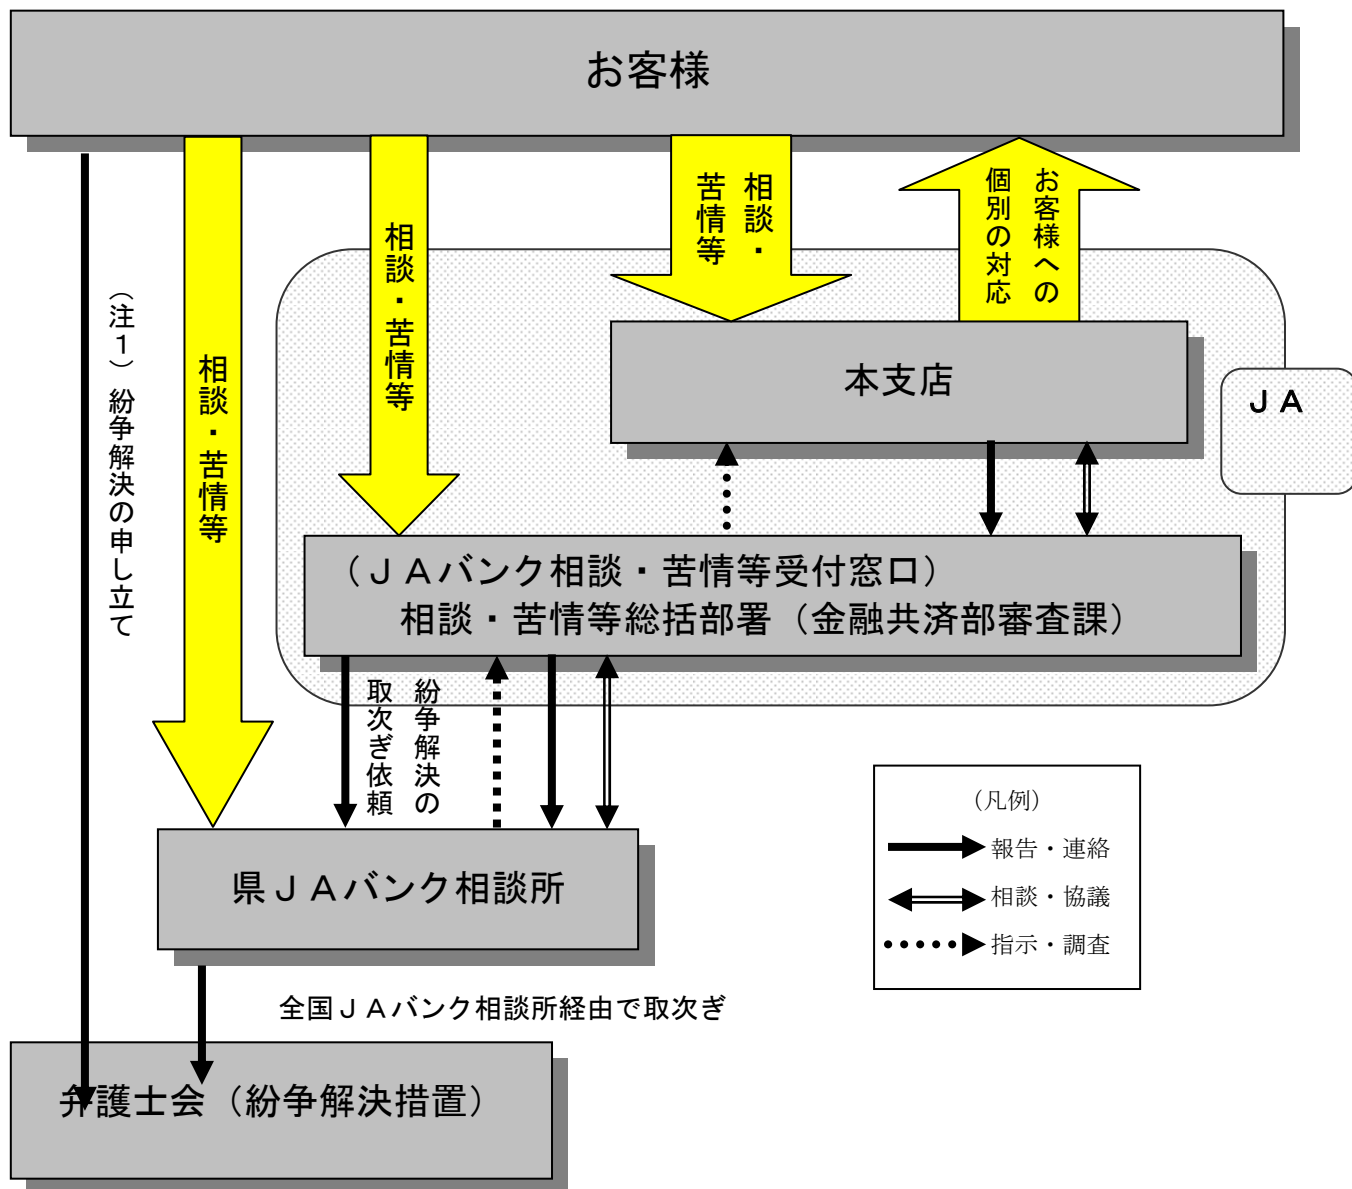 お客様
(注１)紛争解決の申し立て
相談・苦情等
相談・苦情等
相談・
苦情等
お客様への
個別の対応
本支店
ＪＡ
（ＪＡバンク相談・苦情等受付窓口）
相談・苦情等総括部署（金融共済部審査課）
紛争解決の
取次ぎ依頼
県ＪＡバンク相談所
（凡例）
報告・連絡
相談・協議
指示・調査
全国ＪＡバンク相談所経由で取次ぎ
弁護士会（紛争解決措置）